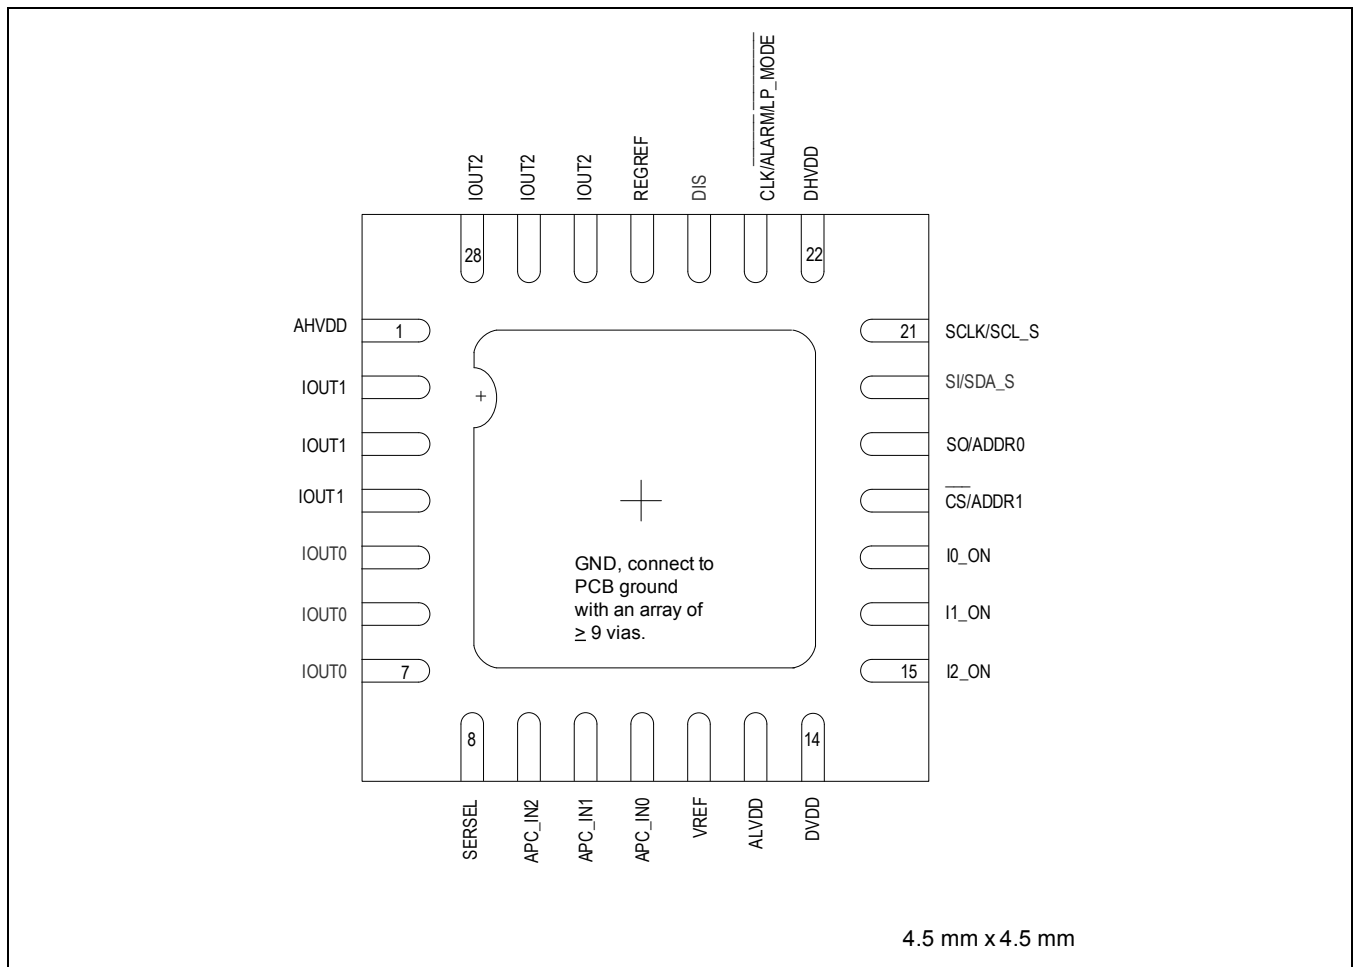 IOUT2
IOUT2
IOUT2
REGREF
DIS
CLK/ALARM/LP_MODE
DHVDD
28
22
AHVDD
1
21
SCLK/SCL_S
IOUT1
SI/SDA_S
IOUT1
SO/ADDR0
IOUT1
CS/ADDR1
IOUT0
I0_ON
IOUT0
I1_ON
IOUT0
7
15
I2_ON
GND, connect to
PCB ground
with an array of
≥ 9 vias.
8
14
SERSEL
APC_IN2
APC_IN1
APC_IN0
VREF
ALVDD
DVDD
4.5 mm x 4.5 mm